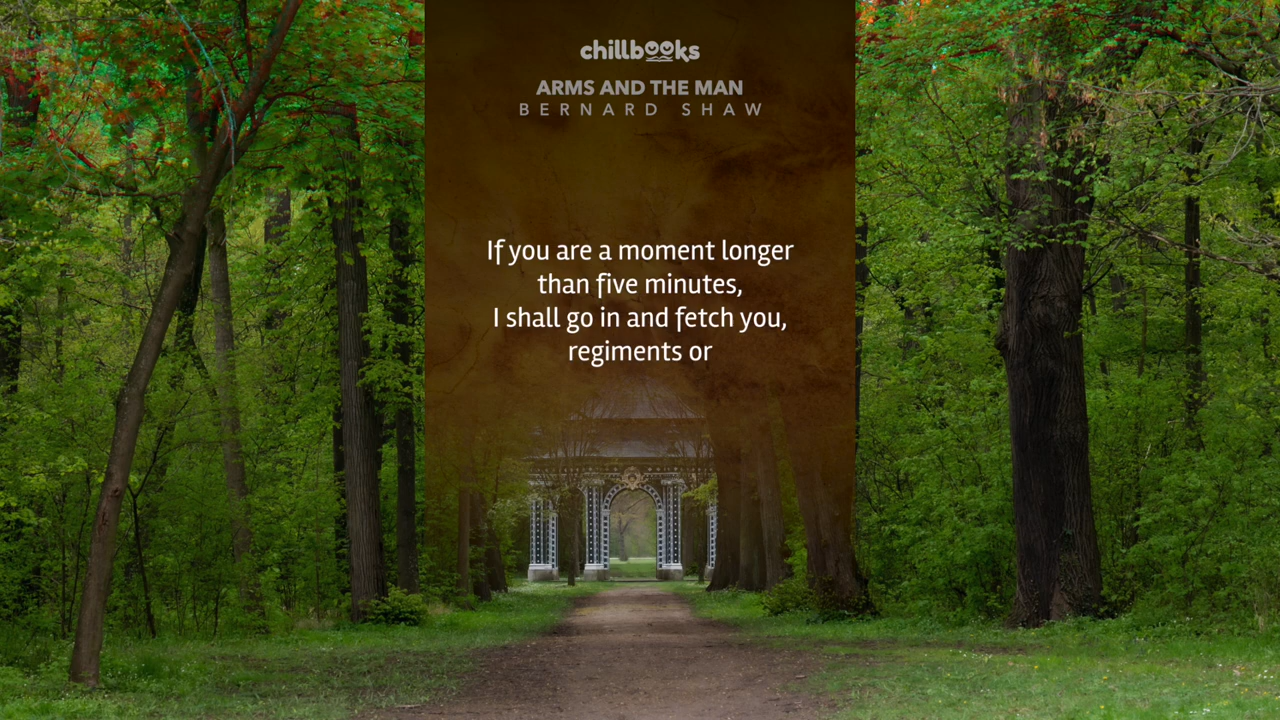 chillbooks
ARMS AND THE MAN
BERNARD SHAW
If you are a moment longer
than five minutes,
I shall go in and fetch you,
regiments or